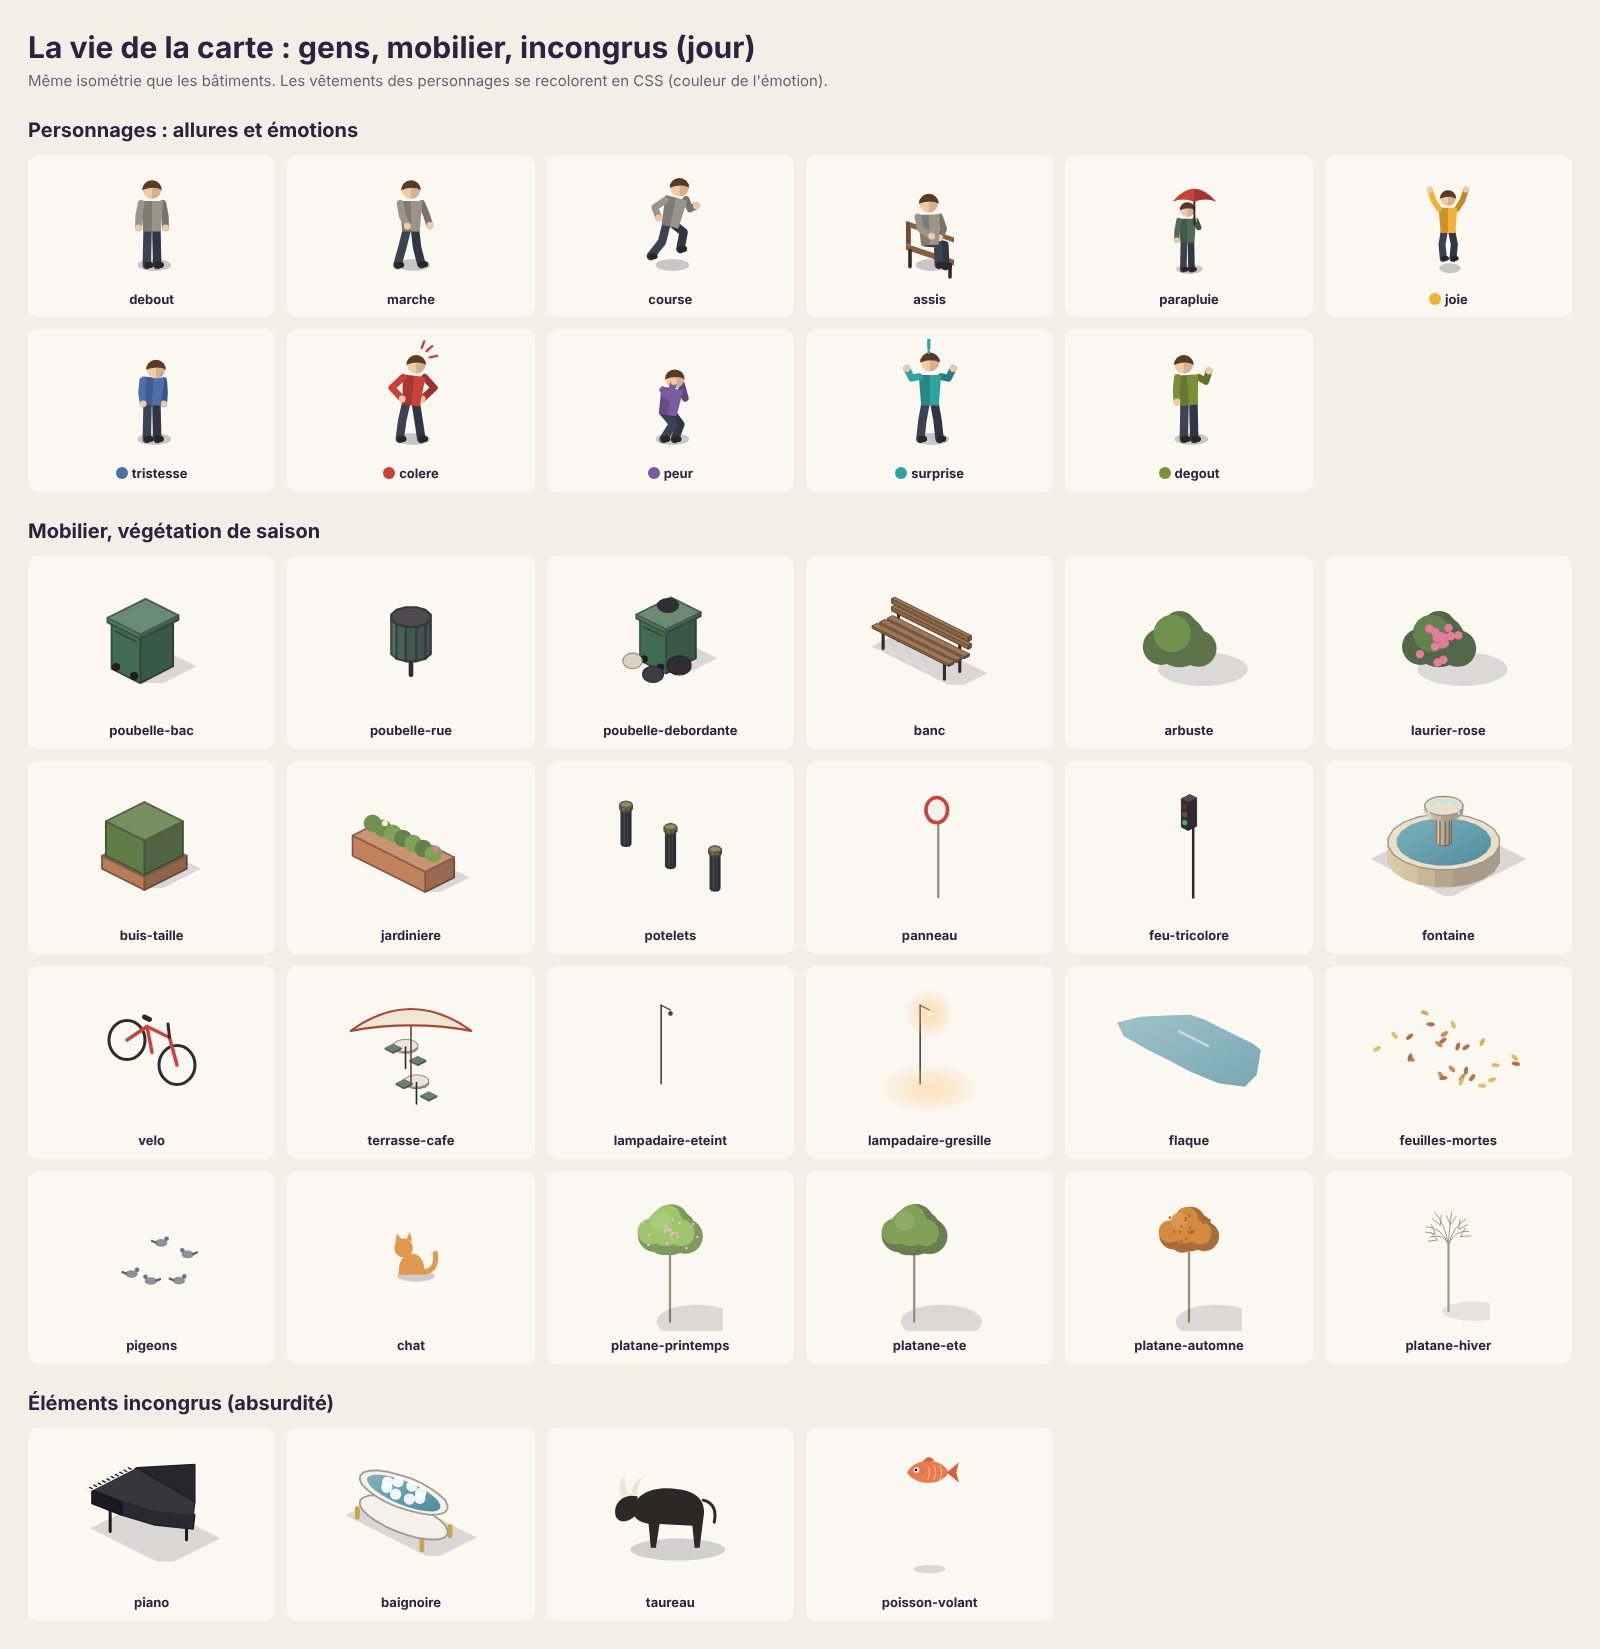 La vie de la carte : gens, mobilier, incongrus (jour)
Même isométrie que les bâtiments. Les vêtements des personnages se recolorent en CSS (couleur de l'émotion).
Personnages : allures et émotions
debout
marche
course
assis
parapluie
joie
tristesse
colere
peur
surprise
degout
Mobilier, végétation de saison
poubelle-bac
poubelle-rue
poubelle-debordante
banc
arbuste
laurier-rose
buis-taille
jardiniere
potelets
panneau
feu-tricolore
fontaine
velo
terrasse-cafe
lampadaire-eteint
lampadaire-gresille
flaque
feuilles-mortes
pigeons
chat
platane-printemps
platane-ete
platane-automne
platane-hiver
Éléments incongrus (absurdité)
piano
baignoire
taureau
poisson-volant